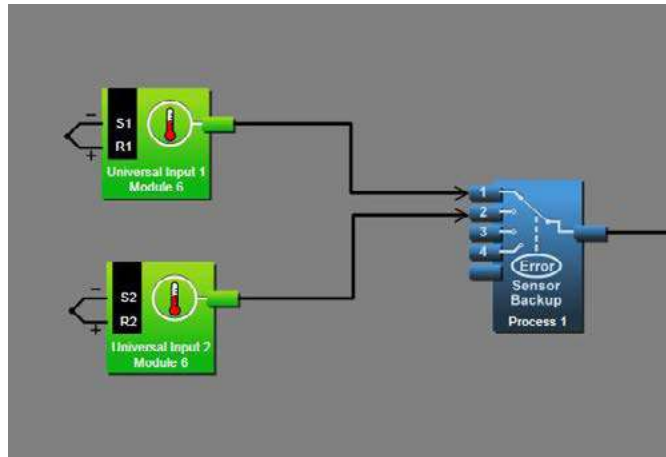 −
S1
R1
+
Universal Input 1
Module 6
−
S2
R2
+
Universal Input 2
Module 6
1
2
3
4
Error
Sensor
Backup
Process 1